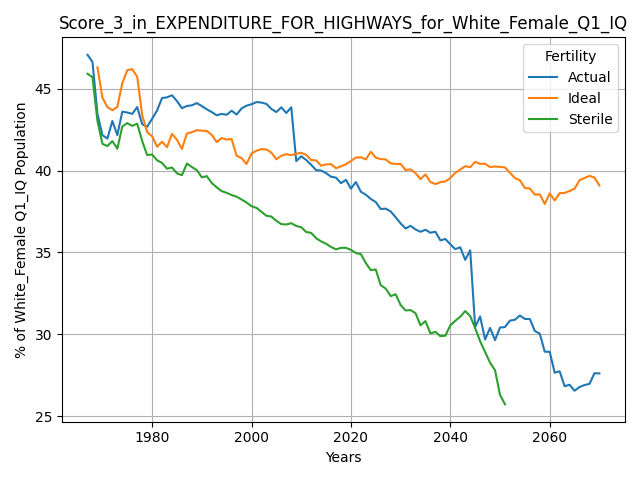 Score_3_in_EXPENDITURE_FOR_HIGHWAYS_for_White_Female_Q1_IQ
% of White_Female Q1_IQ Population
45
40
35
30
25
Fertility
Actual
Ideal
Sterile
1980
2000
2020
2040
2060
Years